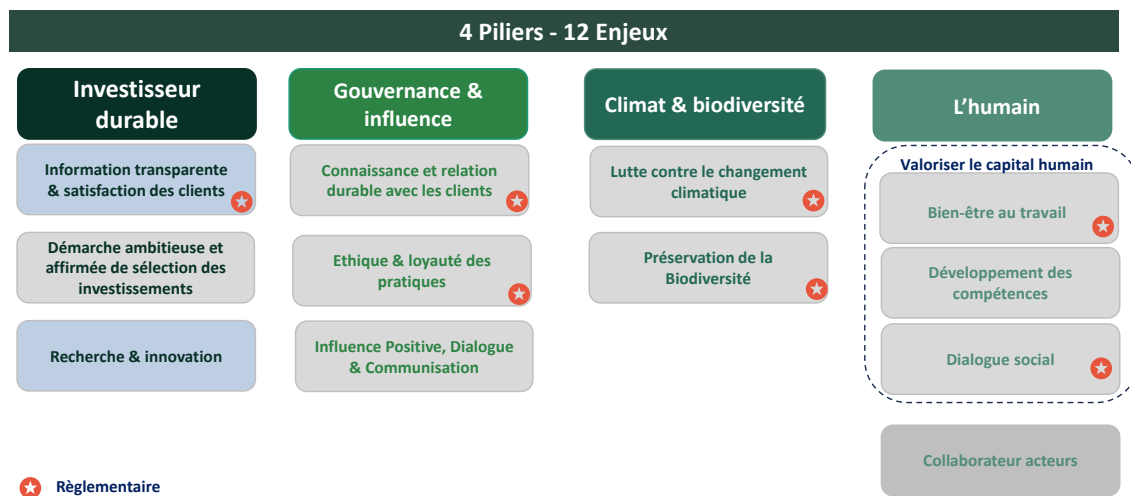 4 Piliers - 12 Enjeux
Investisseur
durable
Information transparente
& satisfaction des clients
Démarche ambitieuse et
affirmée de sélection des
investissements
Recherche & innovation
Gouvernance &
influence
Connaissance et relation
durable avec les clients
Ethique & loyauté des
pratiques
Influence Positive, Dialogue
& Communisation
Climat & biodiversité
Lutte contre le changement
climatique
Préservation de la
Biodiversité
L’humain
Valoriser le capital humain
Bien-être au travail
Développement des
compétences
Dialogue social
Collaborateur acteurs
Règlementaire